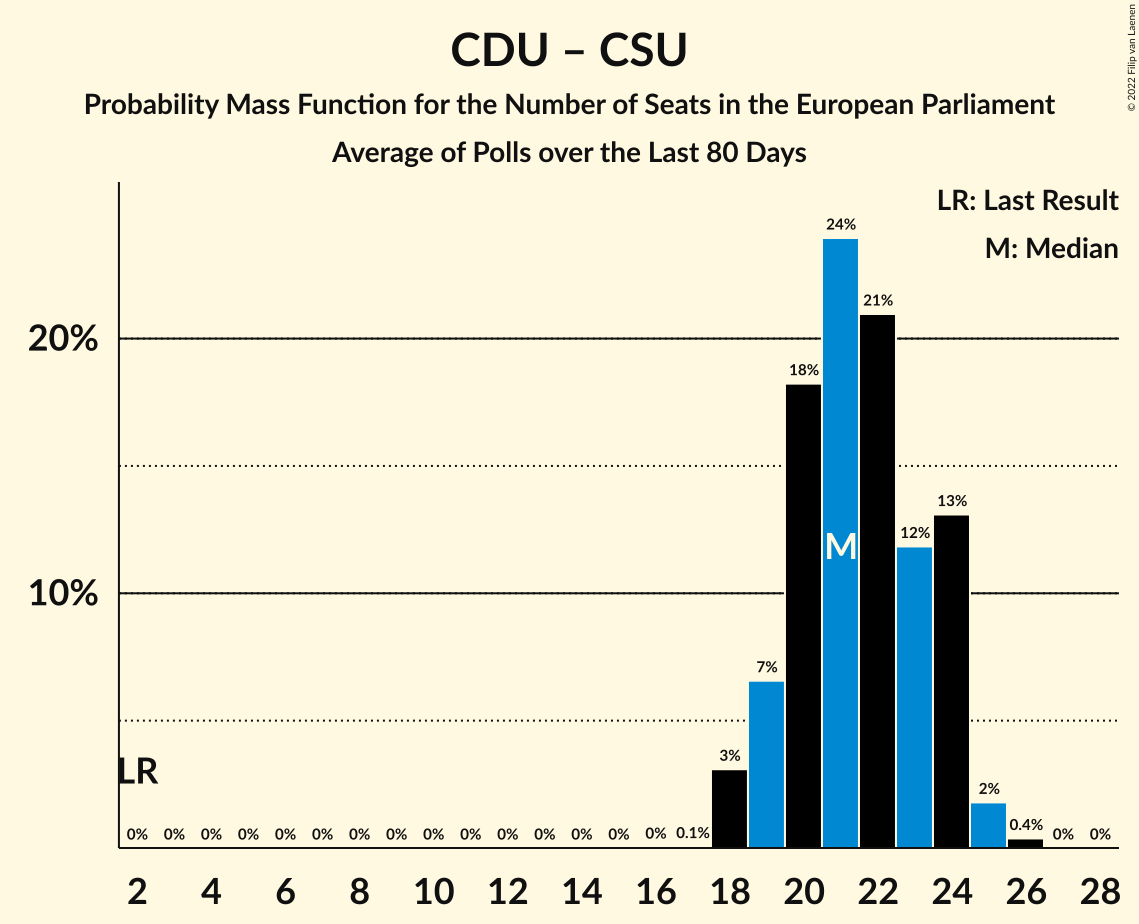 CDU – CSU
Probability Mass Function for the Number of Seats in the European Parliament
Average of Polls over the Last 80 Days
© 2022 Filip van Laenen
LR: Last Result
M: Median
20%
10%
24%
21%
18%
13%
12%
7%
3%
2%
M
LR
0% 0% 0% 0% 0% 0% 0% 0% 0% 0% 0% 0% 0% 0% 0% 0.1% 0.4% 0% 0%
2 4 6 8 10 12 14 16 18 20 22 24 26 28